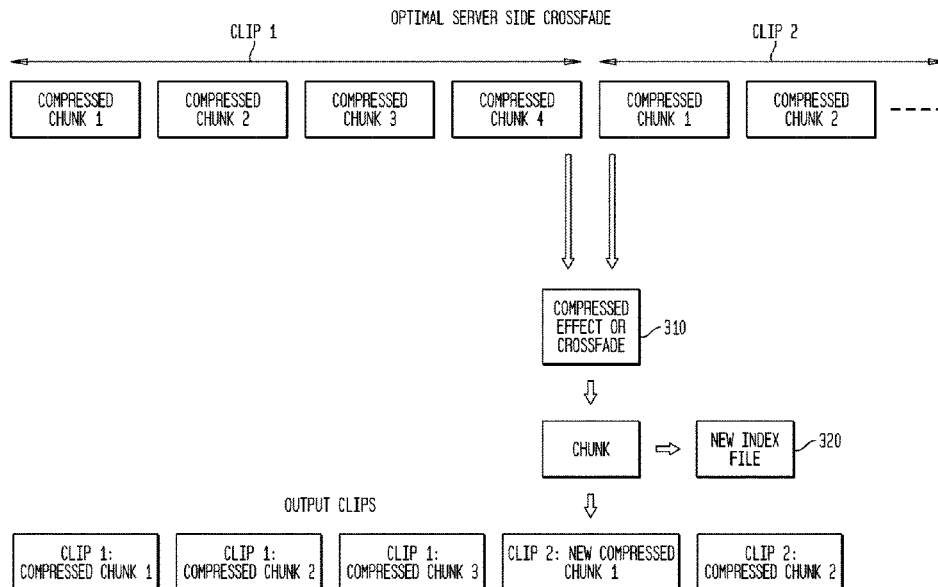 OPTIMAL SERVER SIDE CROSSFADE
CLIP 1
CLIP 2
COMPRESSED
CHUNK 1
COMPRESSED
CHUNK 2
COMPRESSED
CHUNK 3
COMPRESSED
CHUNK 4
COMPRESSED
CHUNK 1
COMPRESSED
CHUNK 2
COMPRESSED
EFFECT OR
CROSSFADE
310
CHUNK
NEW INDEX
FILE
320
OUTPUT CLIPS
CLIP 1:
COMPRESSED CHUNK 1
CLIP 1:
COMPRESSED CHUNK 2
CLIP 1:
COMPRESSED CHUNK 3
CLIP 2: NEW COMPRESSED
CHUNK 1
CLIP 2:
COMPRESSED CHUNK 2